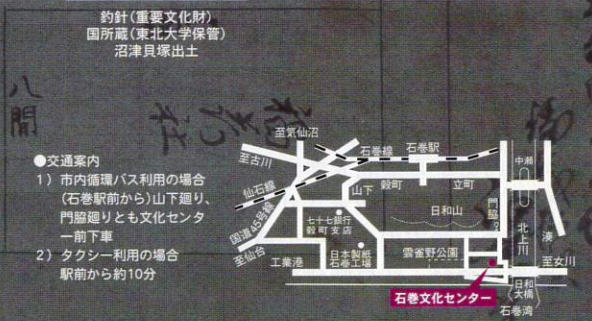 釣針(重要文化財)
国所蔵(東北大学保管)
沼津貝塚出土
八開
●交通案内
1) 市内循環バス利用の場合
(石巻駅前から)山下廻り、
門脇廻りとも文化センタ
ー前下車
2) タクシー利用の場合
駅前から約10分
至気仙沼
至古川
石巻線
石巻駅
仙石線
国道45号線
至仙台
山下
穀町
立町
中瀬
七十七銀行
穀町支店
日和山
門脇
北上川
湊
工業港
日本製紙
石巻工場
雲雀野公園
至女川
石巻文化センター
日和
大橋
石巻湾